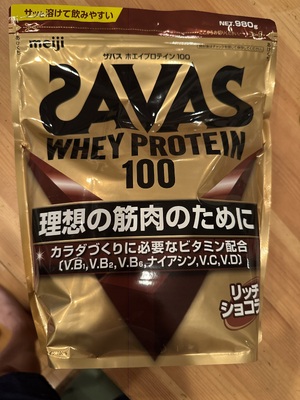 サッと溶けて飲みやすい
NET.980g
meiji
ザバス ホエイプロテイン100
SAVAS
WHEY PROTEIN
100
理想の筋肉のために
カラダづくりに必要なビタミン配合
(V.B₁,V.B₂,V.B₆,ナイアシン,V.C,V.D)
リッチ
ショコラ